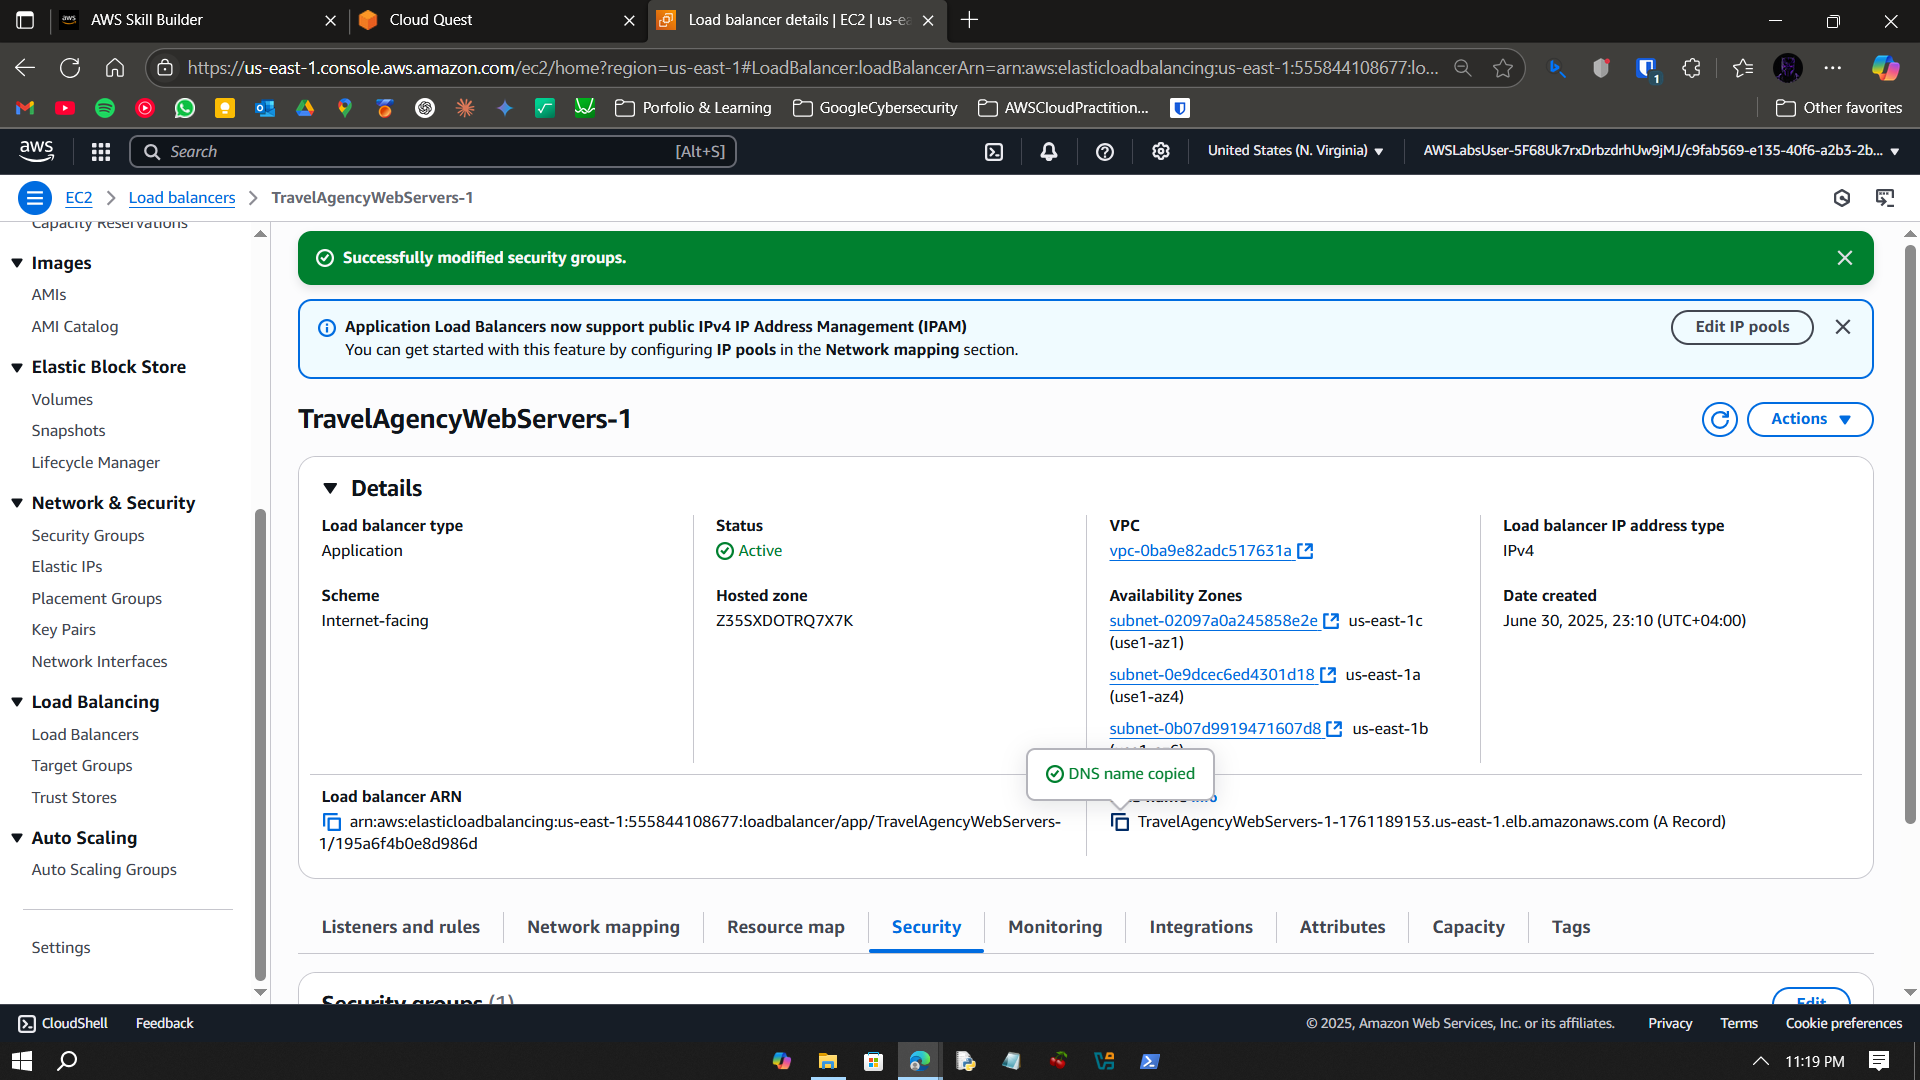 AWS Skill Builder
Cloud Quest
Load balancer details | EC2 | us-ea
https://us-east-1.console.aws.amazon.com/ec2/home?region=us-east-1#LoadBalancer:loadBalancerArn=arn:aws:elasticloadbalancing:us-east-1:555844108677:lo...
1
Porfolio & Learning
GoogleCybersecurity
AWSCloudPractition...
Other favorites
aws
Search
[Alt+S]
United States (N. Virginia)
AWSLabsUser-5F68Uk7rxDrbzdrhUw9jMJ/c9fab569-e135-40f6-a2b3-2b...
EC2
Load balancers
TravelAgencyWebServers-1
Capacity Reservations
Images
AMIs
AMI Catalog
Elastic Block Store
Volumes
Snapshots
Lifecycle Manager
Network & Security
Security Groups
Elastic IPs
Placement Groups
Key Pairs
Network Interfaces
Load Balancing
Load Balancers
Target Groups
Trust Stores
Auto Scaling
Auto Scaling Groups
Settings
Successfully modified security groups.
Application Load Balancers now support public IPv4 IP Address Management (IPAM)
You can get started with this feature by configuring IP pools in the Network mapping section.
Edit IP pools
TravelAgencyWebServers-1
Actions
Details
Load balancer type
Application
Status
Active
VPC
vpc-0ba9e82adc517631a
Load balancer IP address type
IPv4
Scheme
Internet-facing
Hosted zone
Z35SXDOTRQ7X7K
Availability Zones
subnet-02097a0a245858e2e us-east-1c
(use1-az1)
subnet-0e9dcec6ed4301d18 us-east-1a
(use1-az4)
subnet-0b07d9919471607d8 us-east-1b
Date created
June 30, 2025, 23:10 (UTC+04:00)
DNS name copied
Load balancer ARN
arn:aws:elasticloadbalancing:us-east-1:555844108677:loadbalancer/app/TravelAgencyWebServers-
1/195a6f4b0e8d986d
TravelAgencyWebServers-1-1761189153.us-east-1.elb.amazonaws.com (A Record)
Listeners and rules
Network mapping
Resource map
Security
Monitoring
Integrations
Attributes
Capacity
Tags
Security groups (1)
Edit
CloudShell
Feedback
© 2025, Amazon Web Services, Inc. or its affiliates.
Privacy
Terms
Cookie preferences
11:19 PM